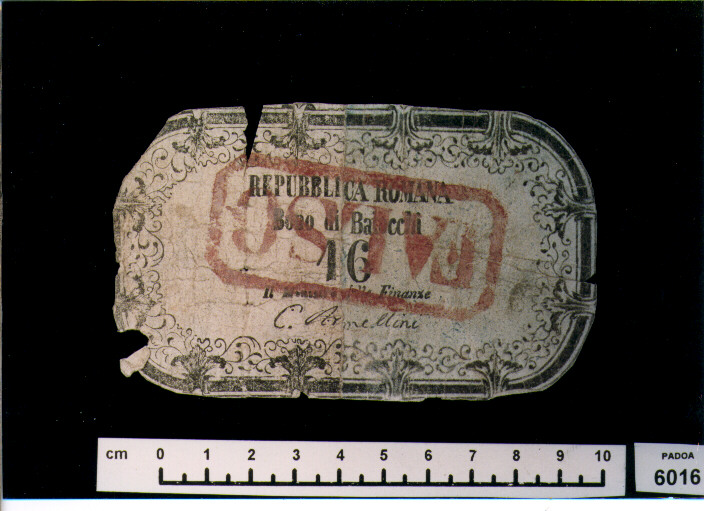 REPUBBLICA ROMANA
Bono di Baiocchi
16
Il Ministro delle Finanze
C. Armellini
FALSO
cm 0 1 2 3 4 5 6 7 8 9 10
PADOA
6016